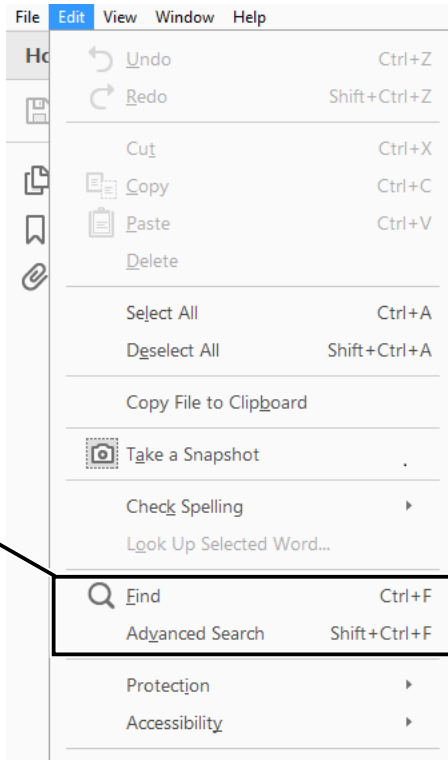 File Edit View Window Help
Ho
Undo Ctrl+Z
Redo Shift+Ctrl+Z
Cut Ctrl+X
Copy Ctrl+C
Paste Ctrl+V
Delete
Select All Ctrl+A
Deselect All Shift+Ctrl+A
Copy File to Clipboard
Take a Snapshot
Check Spelling
Look Up Selected Word...
Find Ctrl+F
Advanced Search Shift+Ctrl+F
Protection
Accessibility